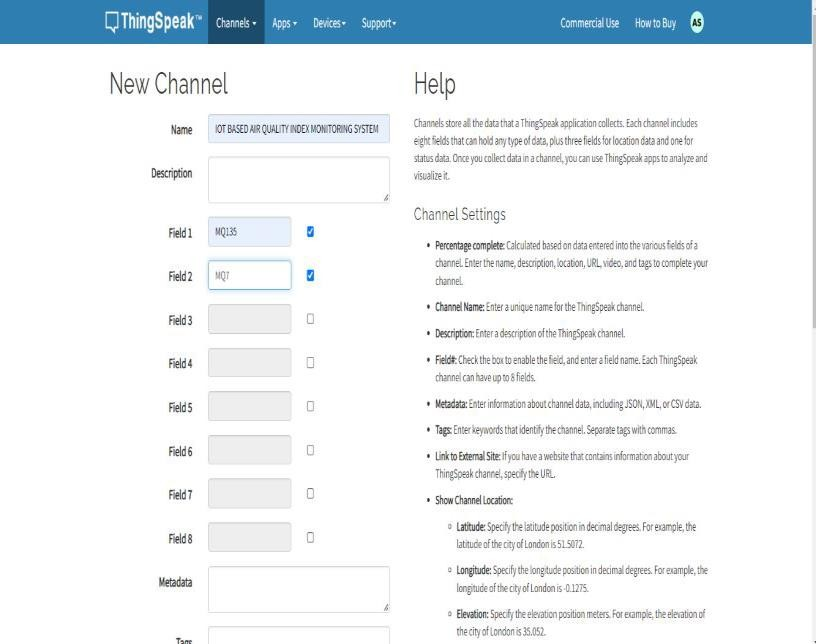 ThingSpeak™ Channels Apps Devices Support Commercial Use How to Buy AS
New Channel
Name IOT BASED AIR QUALITY INDEX MONITORING SYSTEM
Description
Field 1 MQ135
Field 2 MQ7
Field 3
Field 4
Field 5
Field 6
Field 7
Field 8
Metadata
Tags
Help
Channels store all the data that a ThingSpeak application collects. Each channel includes
eight fields that can hold any type of data, plus three fields for location data and one for
status data. Once you collect data in a channel, you can use ThingSpeak apps to analyze and
visualize it.
Channel Settings
• Percentage complete: Calculated based on data entered into the various fields of a
channel. Enter the name, description, location, URL, video, and tags to complete your
channel.
• Channel Name: Enter a unique name for the ThingSpeak channel.
• Description: Enter a description of the ThingSpeak channel.
• Field#: Check the box to enable the field, and enter a field name. Each ThingSpeak
channel can have up to 8 fields.
• Metadata: Enter information about channel data, including JSON, XML, or CSV data.
• Tags: Enter keywords that identify the channel. Separate tags with commas.
• Link to External Site: If you have a website that contains information about your
ThingSpeak channel, specify the URL.
• Show Channel Location:
◦ Latitude: Specify the latitude position in decimal degrees. For example, the
latitude of the city of London is 51.5072.
◦ Longitude: Specify the longitude position in decimal degrees. For example, the
longitude of the city of London is -0.1275.
◦ Elevation: Specify the elevation position meters. For example, the elevation of
the city of London is 35.052.